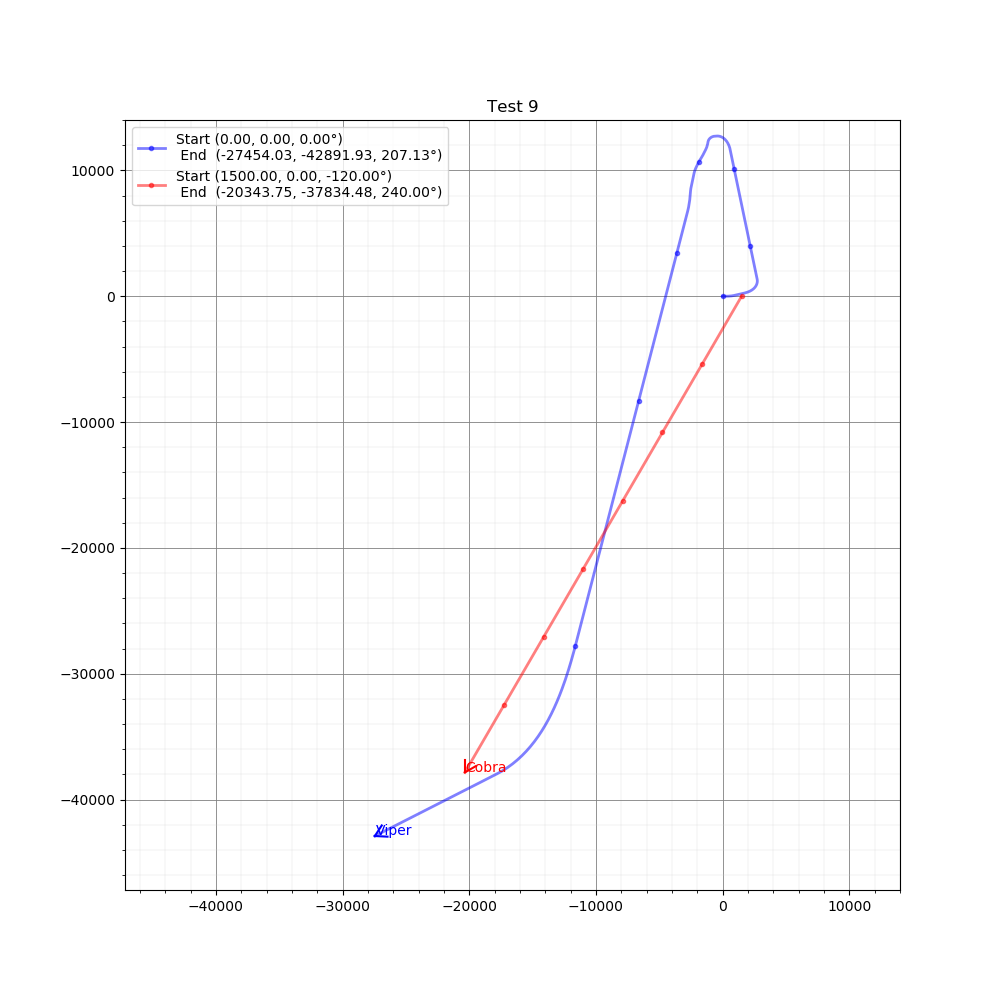 Test 9
Start (0.00, 0.00, 0.00°)
End (-27454.03, -42891.93, 207.13°)
Start (1500.00, 0.00, -120.00°)
End (-20343.75, -37834.48, 240.00°)
10000
0
−10000
−20000
−30000
−40000
Cobra
Viper
−40000 −30000 −20000 −10000 0 10000